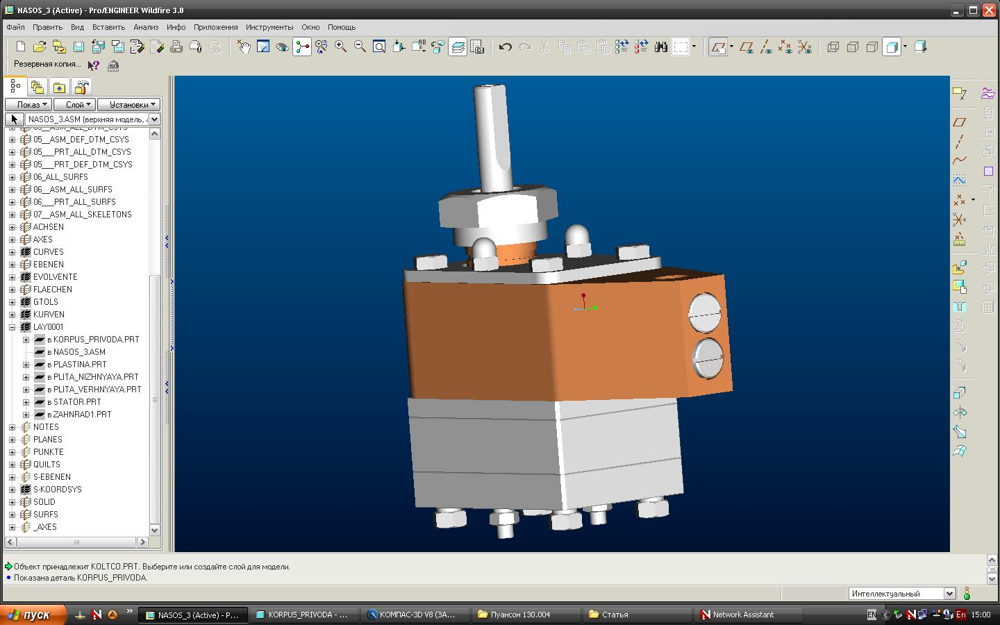 NASOS_3 (Active) - Pro/ENGINEER Wildfire 3.0
Файл Править Вид Вставить Анализ Инфо Приложения Инструменты Окно Помощь
Резервная копия...
Показ Слой Установки
NASOS_3.ASM (верхняя модель,
05__ASM_DEF_DTM_CSYS
05___PRT_ALL_DTM_CSYS
05___PRT_DEF_DTM_CSYS
06_ALL_SURFS
06__ASM_ALL_SURFS
06___PRT_ALL_SURFS
07__ASM_ALL_SKELETONS
ACHSEN
AXES
CURVES
EBENEN
EVOLVENTE
FLAECHEN
GTOLS
KURVEN
LAY0001
в KORPUS_PRIVODA.PRT
в NASOS_3.ASM
в PLASTINA.PRT
в PLITA_NIZHNYAYA.PRT
в PLITA_VERHNYAYA.PRT
в STATOR.PRT
в ZAHNRAD1.PRT
NOTES
PLANES
PUNKTE
QUILTS
S-EBENEN
S-KOORDSYS
SOLID
SURFS
_AXES
Объект принадлежит KOLTCO.PRT. Выберите или создайте слой для модели.
Показана деталь KORPUS_PRIVODA.
Интеллектуальный
пуск NASOS_3 (Active) - P... KORPUS_PRIVODA - ... КОМПАС-3D V8 (ЗА... Пуансон 130.004 Статья Network Assistant EN En 15:00